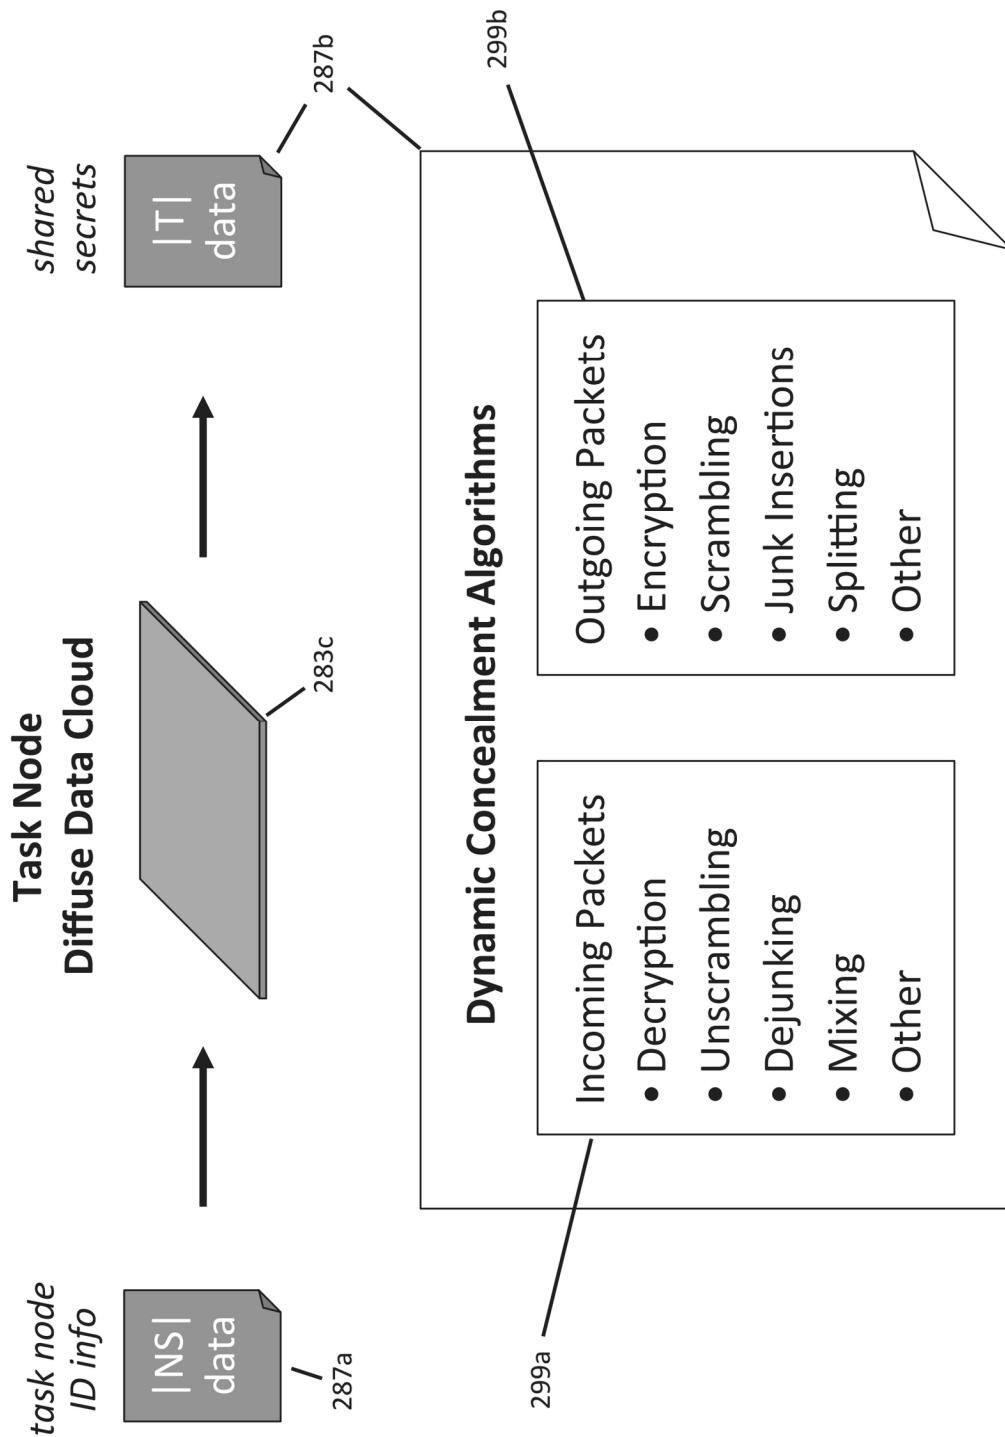 Task Node
Diffuse Data Cloud
task node
ID info
|NS|
data
287a
283c
shared
secrets
|T|
data
287b
Dynamic Concealment Algorithms
Incoming Packets
• Decryption
• Unscrambling
• Dejunking
• Mixing
• Other
299a
Outgoing Packets
• Encryption
• Scrambling
• Junk Insertions
• Splitting
• Other
299b